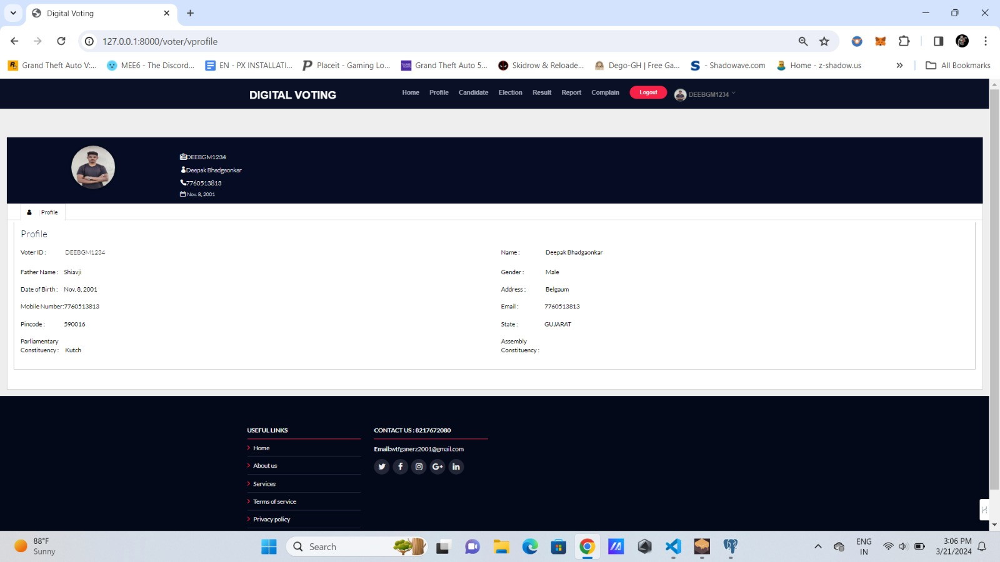 Digital Voting
127.0.0.1:8000/voter/vprofile
Grand Theft Auto V:... MEE6 - The Discord... EN - PX INSTALLATI... Placeit - Gaming Lo... Grand Theft Auto 5... Skidrow & Reloade... Dego-GH | Free Ga... - Shadowave.com Home - z-shadow.us » All Bookmarks
DIGITAL VOTING Home Profile Candidate Election Result Report Complain Logout DEEBGM1234
DEEBGM1234
Deepak Bhadgaonkar
7760513813
Nov. 8, 2001
Profile
Profile
Voter ID : DEEBGM1234 Name : Deepak Bhadgaonkar
Father Name : Shiavji Gender : Male
Date of Birth : Nov. 8, 2001 Address : Belgaum
Mobile Number:7760513813 Email : 7760513813
Pincode : 590016 State : GUJARAT
Parliamentary Assembly
Constituency : Kutch Constituency :
USEFUL LINKS CONTACT US : 8217672080
Home Email:wtfganerz2001@gmail.com
About us
Services
Terms of service
Privacy policy
88°F
Sunny
Search
ENG
IN
3:06 PM
3/21/2024